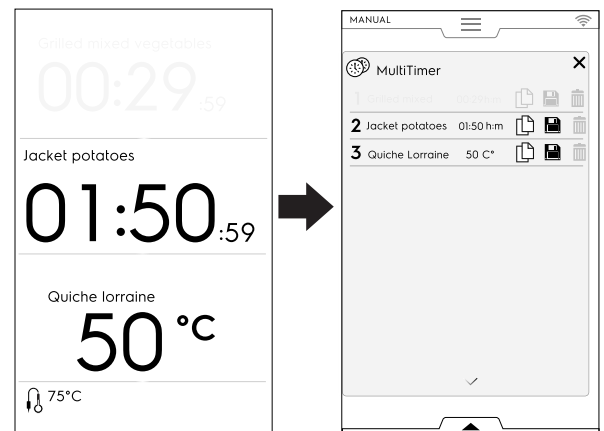 Grilled mixed vegetables
00:29:59
Jacket potatoes
01:50:59
Quiche lorraine
50 °C
75°C
MANUAL
MultiTimer
1 Grilled mixed 00:29 h:m
2 Jacket potatoes 01:50 h:m
3 Quiche Lorraine 50 C°